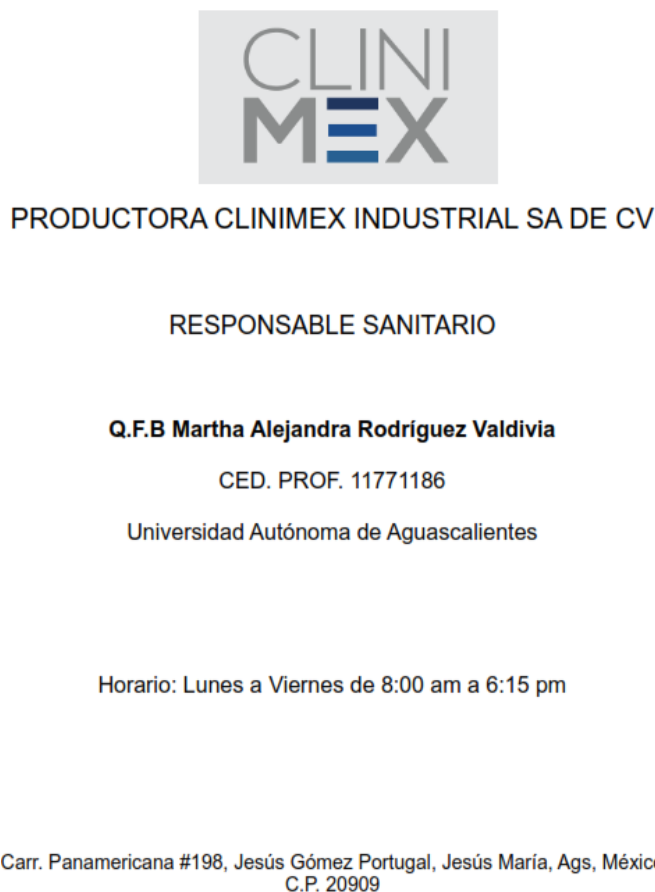 CLINI
MEX
PRODUCTORA CLINIMEX INDUSTRIAL SA DE CV
RESPONSABLE SANITARIO
Q.F.B Martha Alejandra Rodríguez Valdivia
CED. PROF. 11771186
Universidad Autónoma de Aguascalientes
Horario: Lunes a Viernes de 8:00 am a 6:15 pm
Carr. Panamericana #198, Jesús Gómez Portugal, Jesús María, Ags, México
C.P. 20909